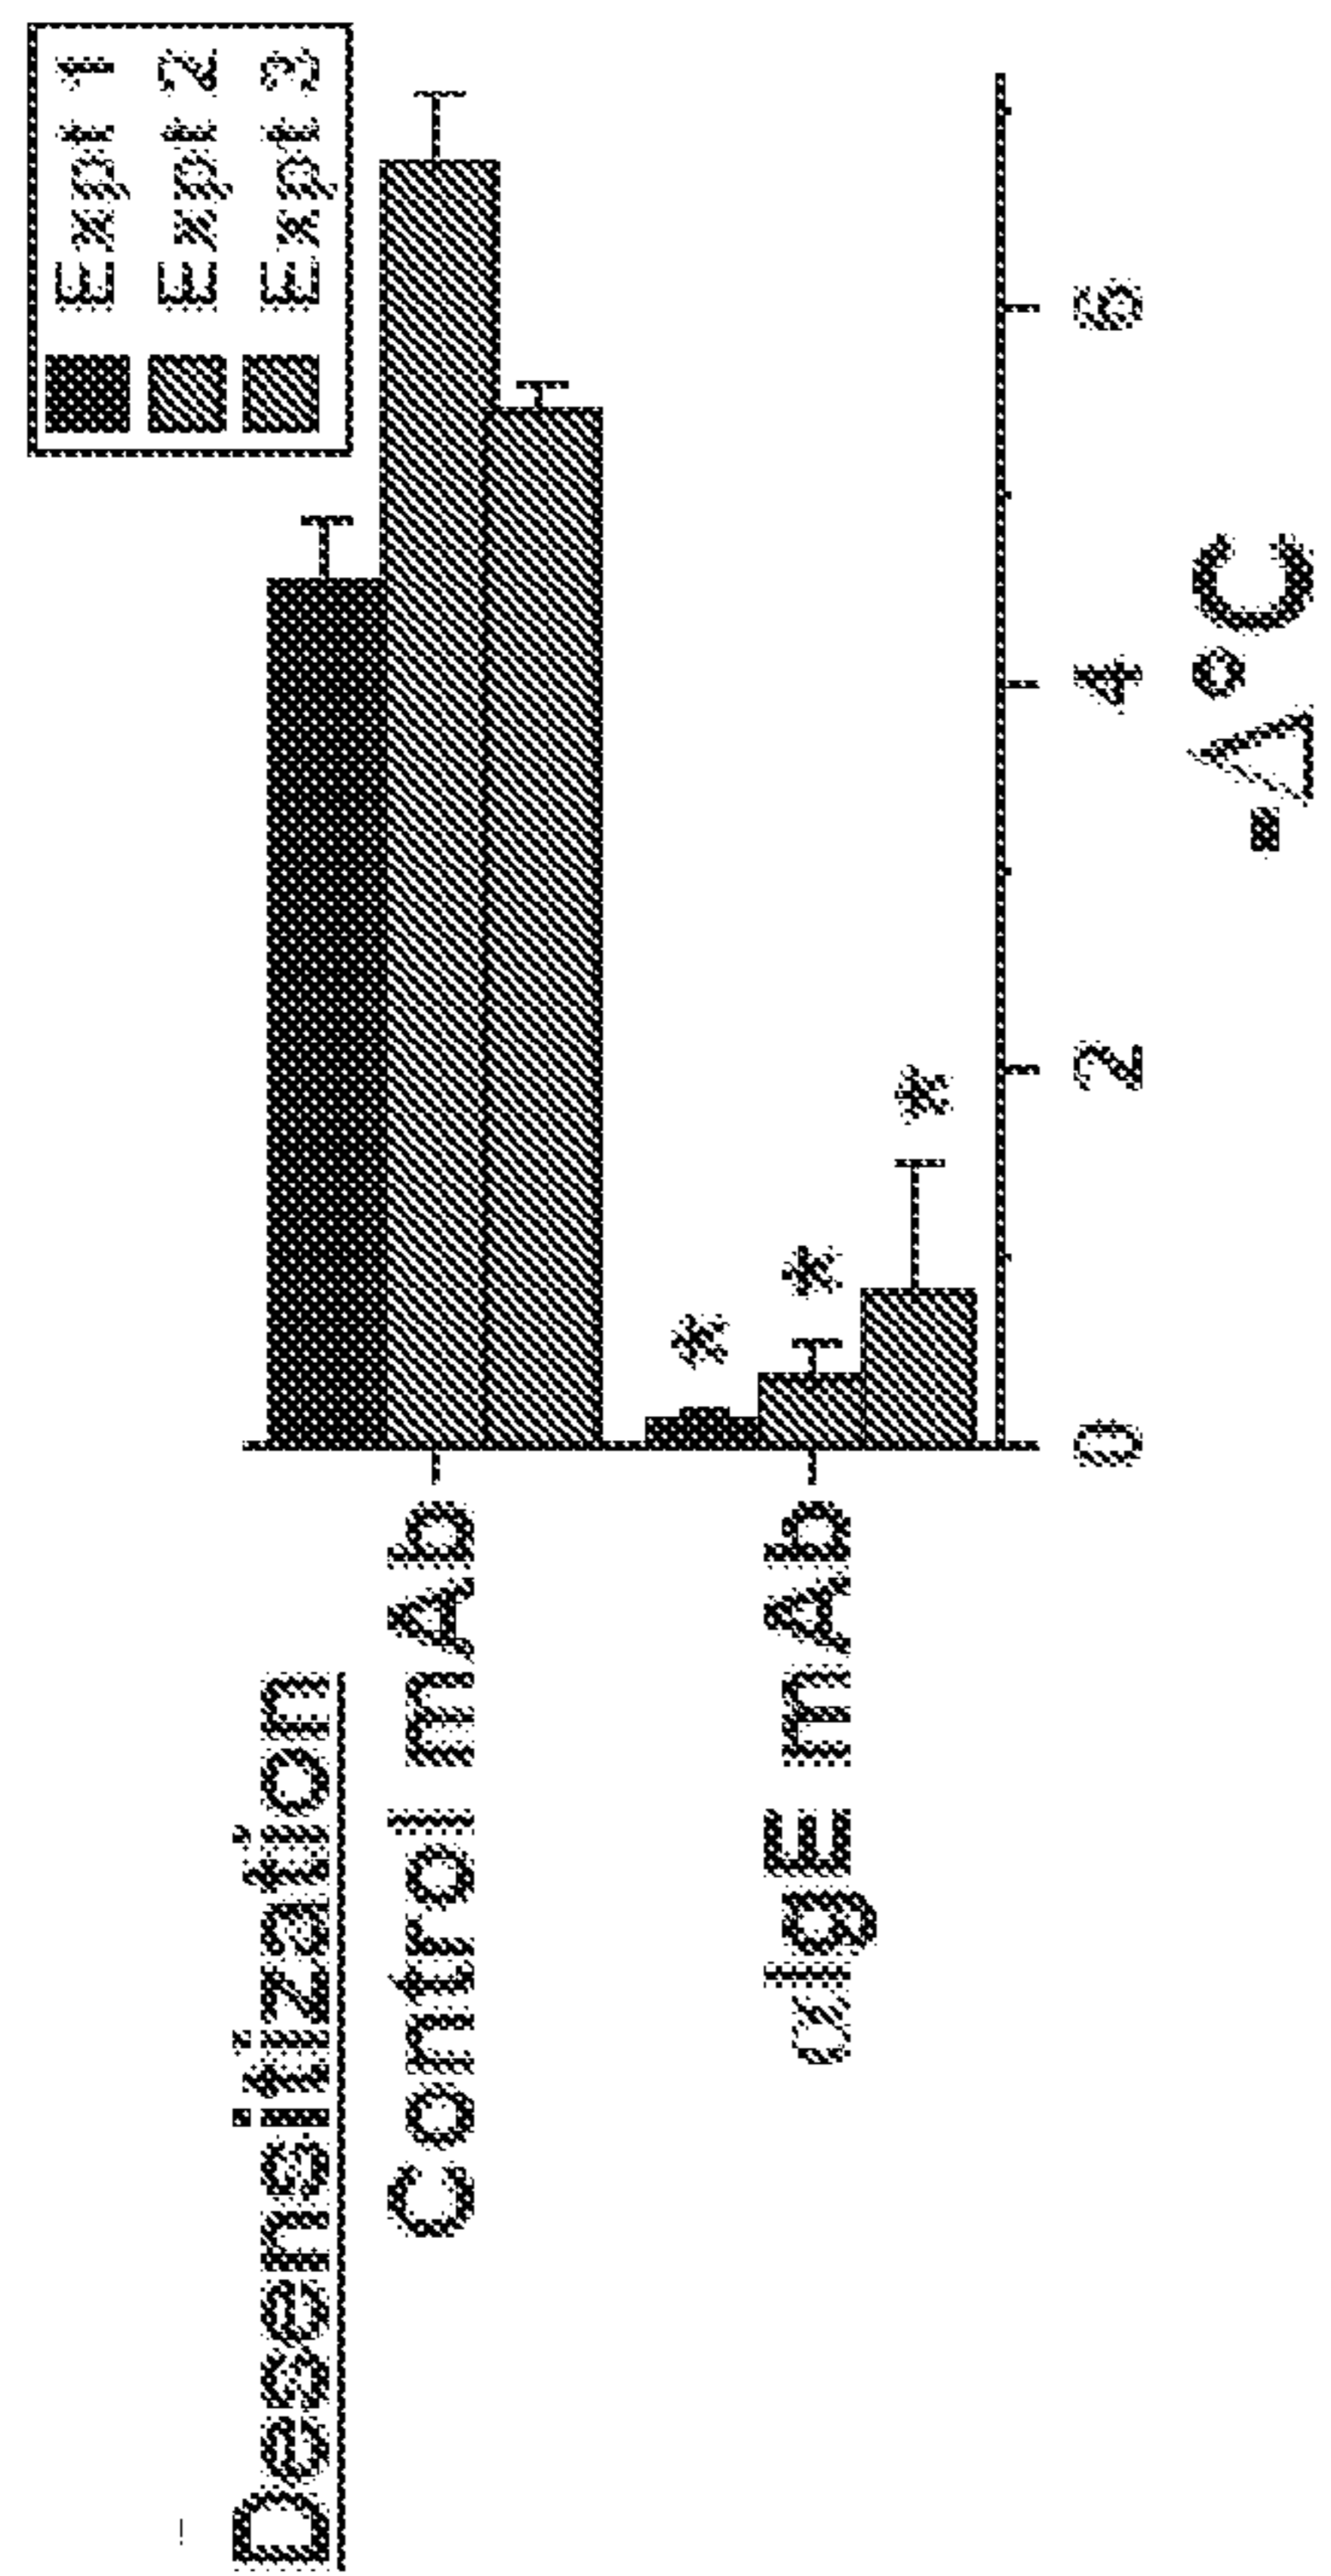 Expt 1
Expt 2
Expt 3
Desensitization
Control mAb
*
αIgE mAb
*
*
0 2 4 6
-Δ°C